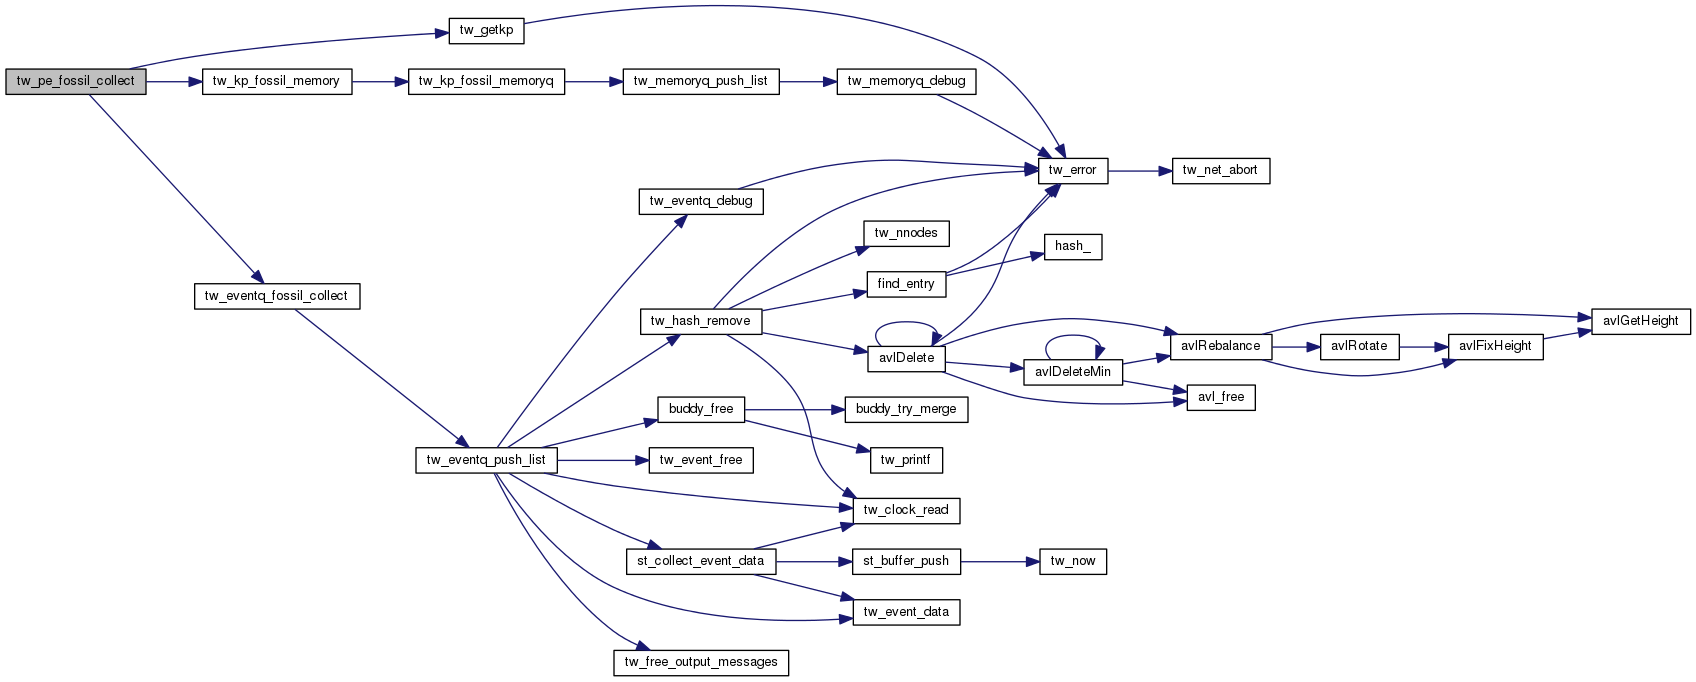 tw_getkp
tw_pe_fossil_collect
tw_kp_fossil_memory
tw_kp_fossil_memoryq
tw_memoryq_push_list
tw_memoryq_debug
tw_error
tw_net_abort
tw_eventq_debug
tw_nnodes
hash_
find_entry
tw_eventq_fossil_collect
tw_hash_remove
avlGetHeight
avlDelete
avlRebalance
avlRotate
avlFixHeight
avlDeleteMin
avl_free
buddy_free
buddy_try_merge
tw_eventq_push_list
tw_event_free
tw_printf
tw_clock_read
st_collect_event_data
st_buffer_push
tw_now
tw_event_data
tw_free_output_messages